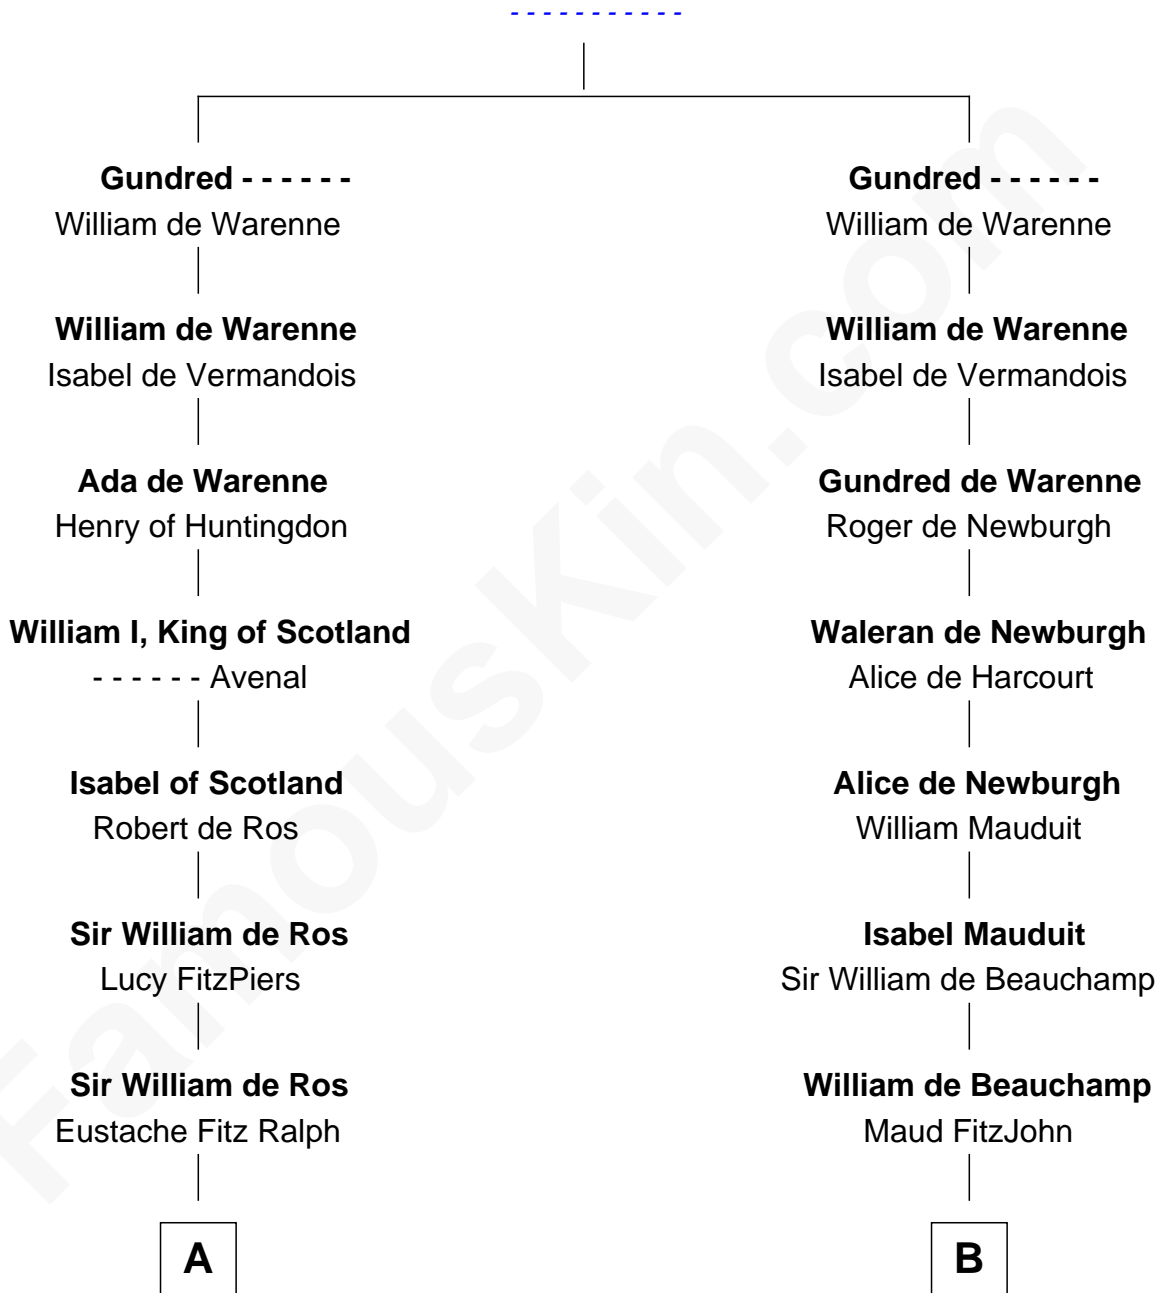 - - - - - - - - - - -
Gundred - - - - - -
William de Warenne
Gundred - - - - - -
William de Warenne
William de Warenne
Isabel de Vermandois
William de Warenne
Isabel de Vermandois
Ada de Warenne
Henry of Huntingdon
Gundred de Warenne
Roger de Newburgh
William I, King of Scotland
- - - - - - Avenal
Waleran de Newburgh
Alice de Harcourt
Isabel of Scotland
Robert de Ros
Alice de Newburgh
William Mauduit
Sir William de Ros
Lucy FitzPiers
Isabel Mauduit
Sir William de Beauchamp
Sir William de Ros
Eustache Fitz Ralph
William de Beauchamp
Maud FitzJohn
A
B
FamousKin.com